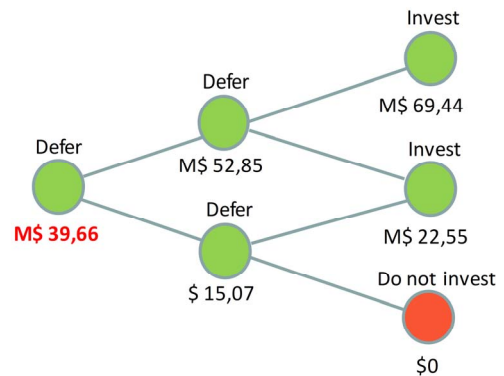 Invest
M$ 69,44
Defer
M$ 52,85
Defer
M$ 39,66
Invest
M$ 22,55
Defer
$ 15,07
Do not invest
$0